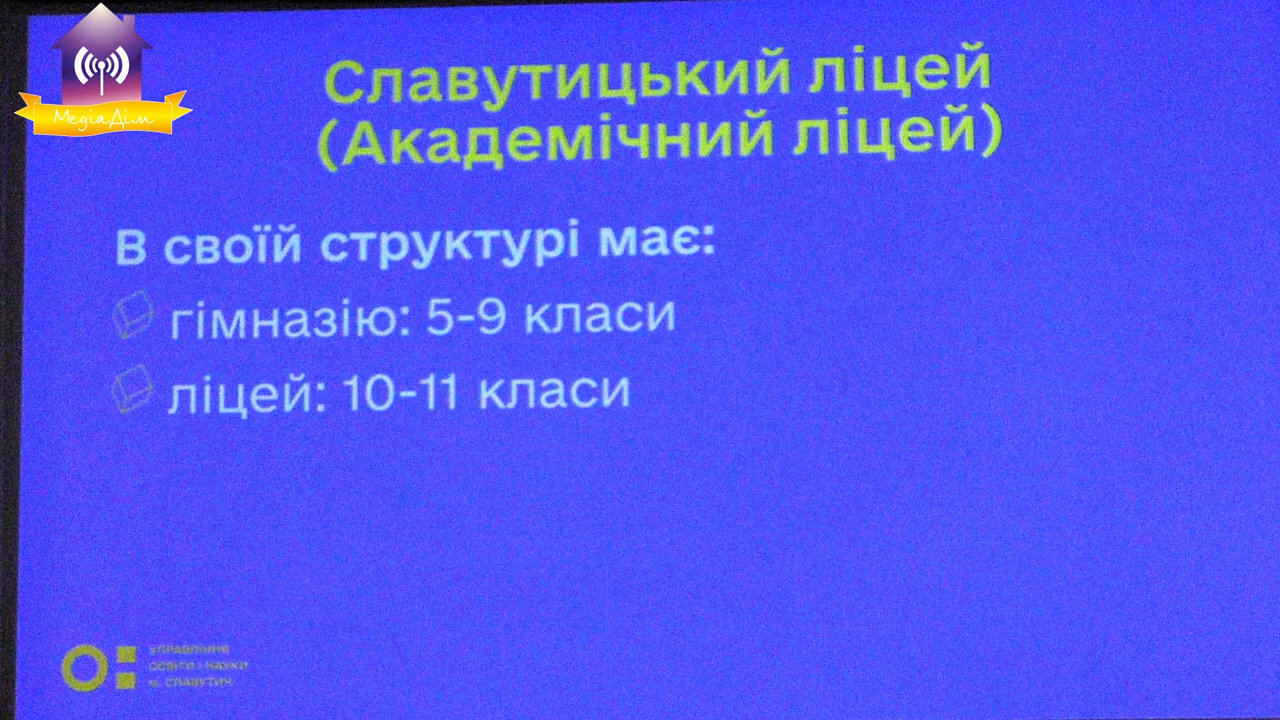 МедіаДім
Славутицький ліцей
(Академічний ліцей)
В своїй структурі має:
гімназію: 5-9 класи
ліцей: 10-11 класи
УПРАВЛІННЯ
ОСВІТИ І НАУКИ
м. СЛАВУТИЧ